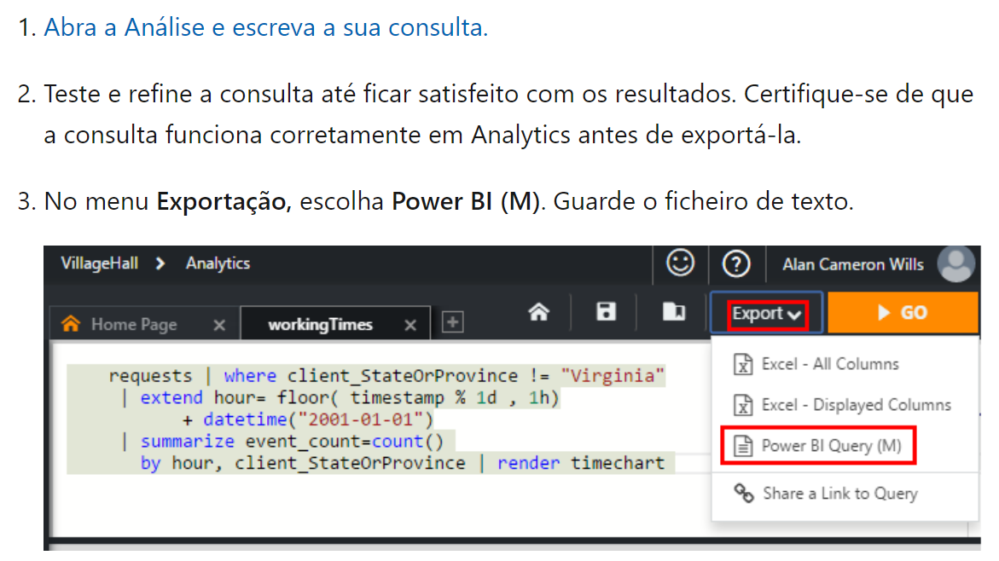 1. Abra a Análise e escreva a sua consulta.
2. Teste e refine a consulta até ficar satisfeito com os resultados. Certifique-se de que
a consulta funciona corretamente em Analytics antes de exportá-la.
3. No menu Exportação, escolha Power BI (M). Guarde o ficheiro de texto.
VillageHall > Analytics
Alan Cameron Wills
Home Page
workingTimes
Export
GO
requests | where client_StateOrProvince != "Virginia"
| extend hour= floor( timestamp % 1d , 1h)
+ datetime("2001-01-01")
| summarize event_count=count()
by hour, client_StateOrProvince | render timechart
Excel - All Columns
Excel - Displayed Columns
Power BI Query (M)
Share a Link to Query